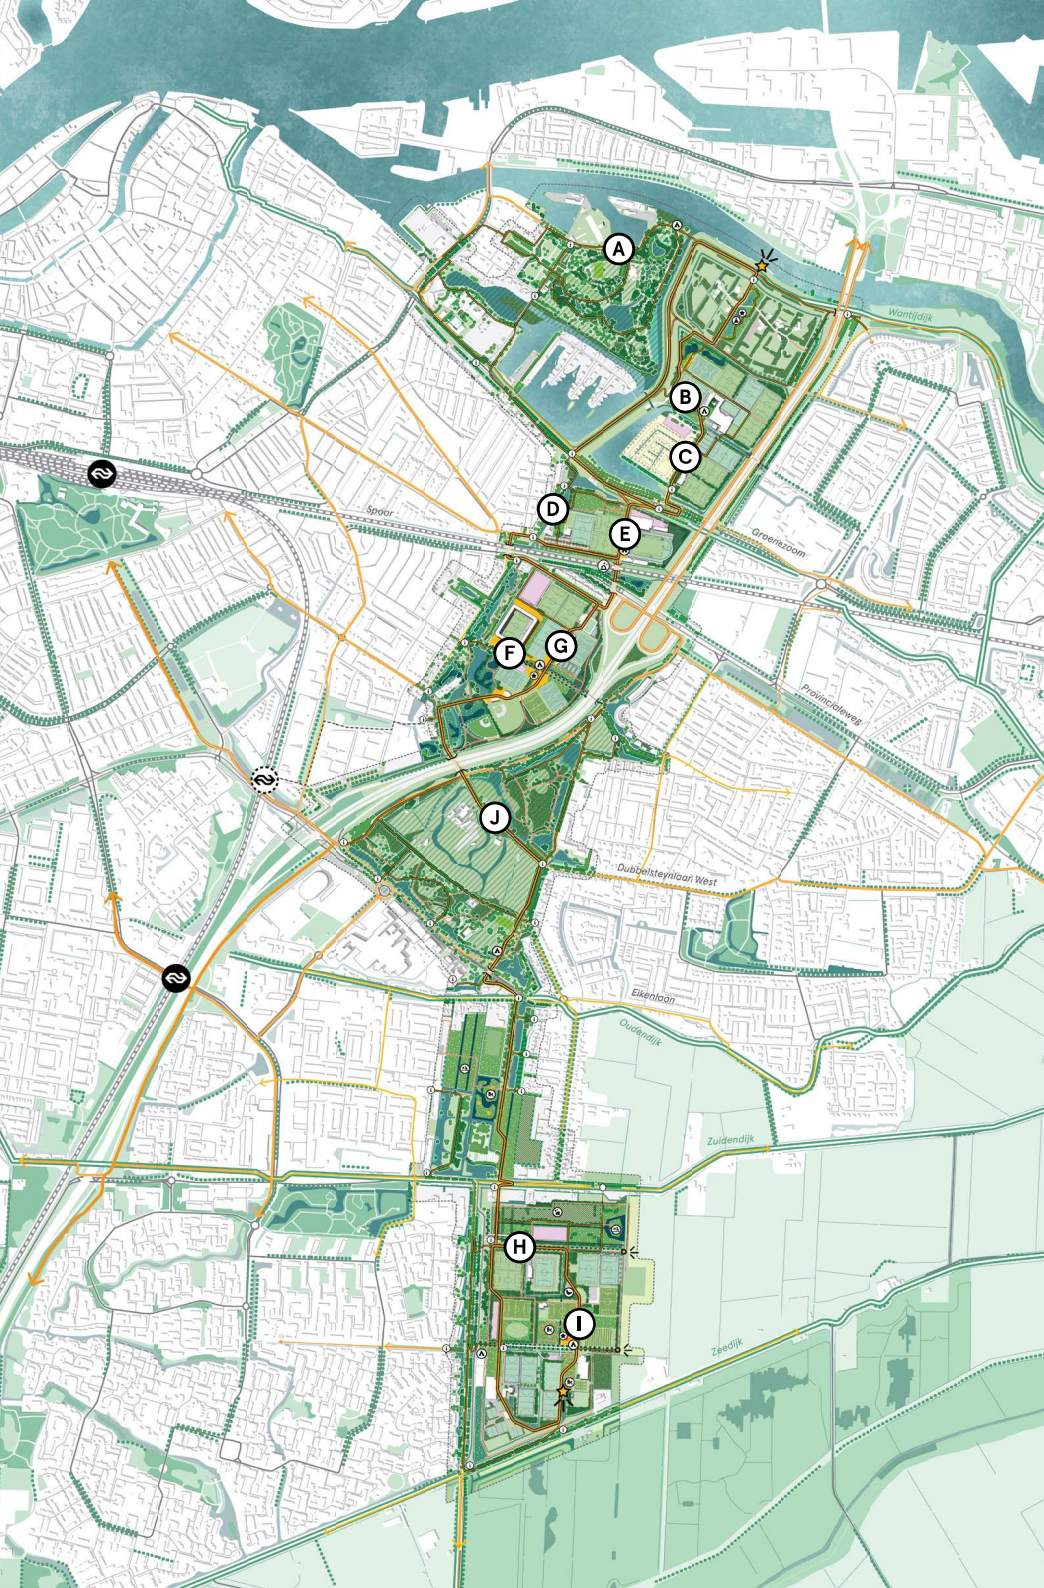 A
Wantijdijk
B
C
D
Spoor
E
Groenezoom
F
G
Provincialeweg
J
Dubbelsteynlaan West
Eikenlaan
Oudendijk
Zuidendijk
H
I
Zeedijk